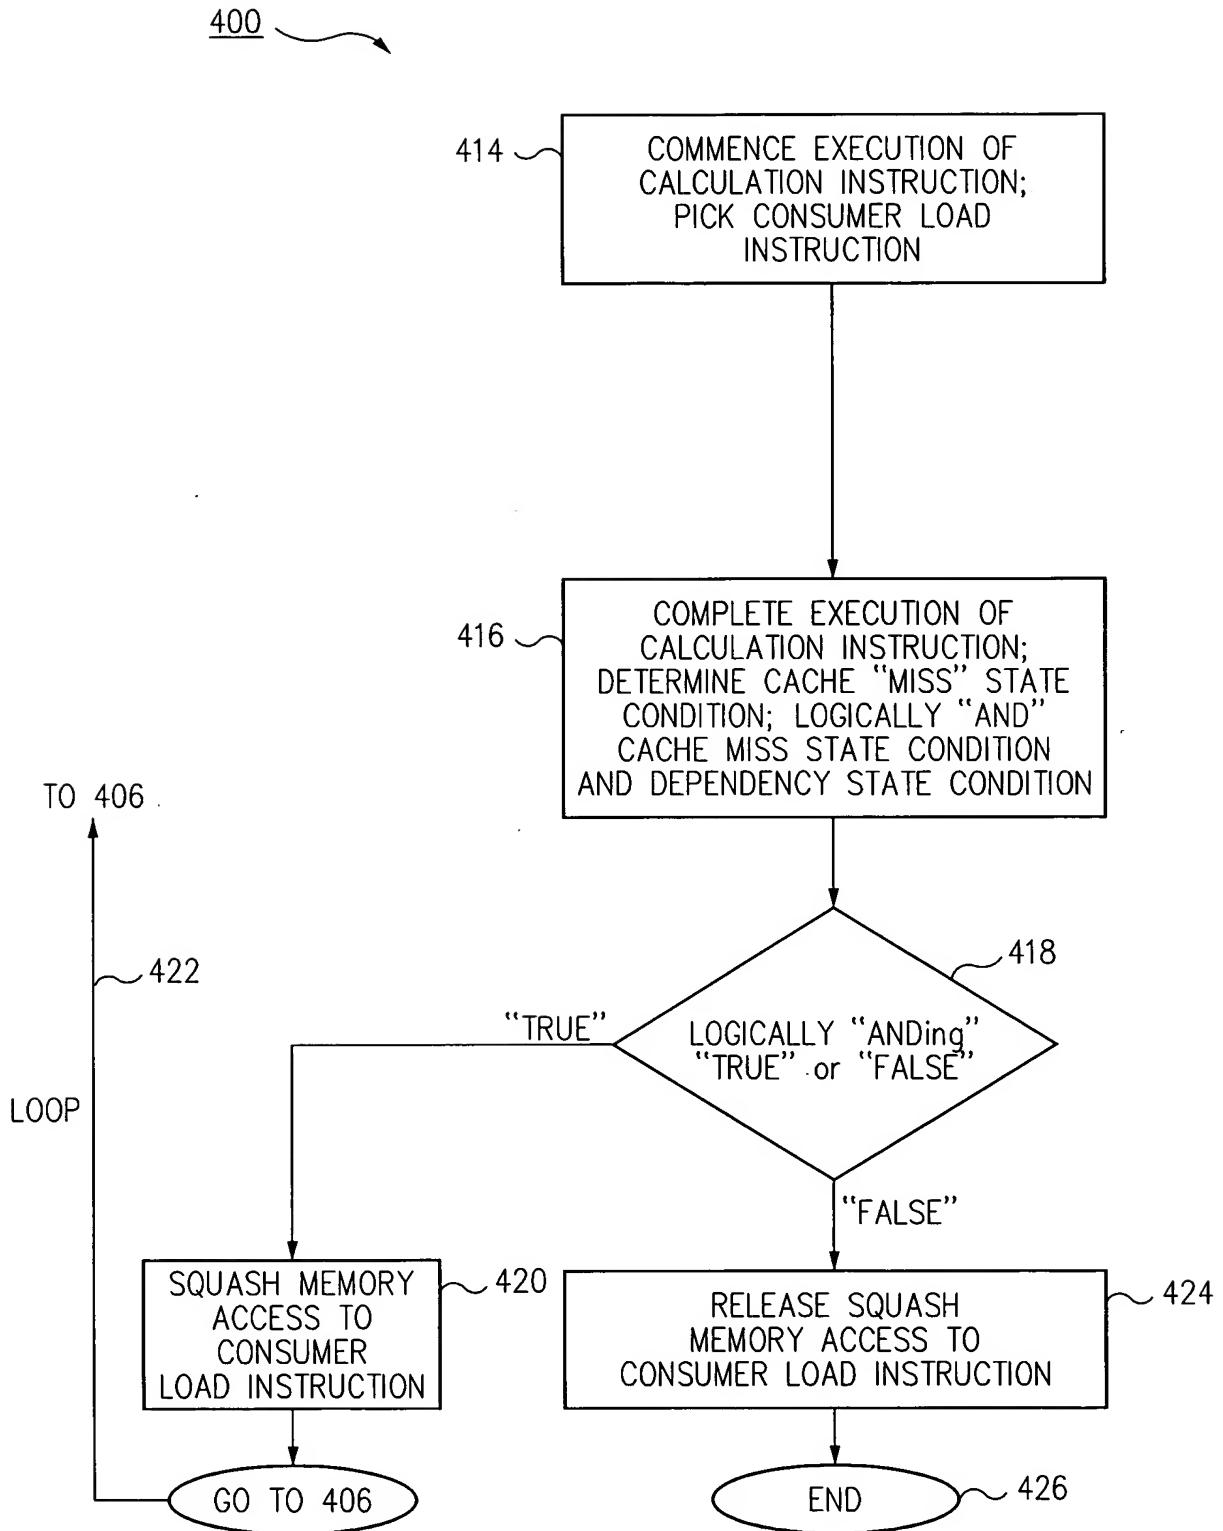 400
414
COMMENCE EXECUTION OF
CALCULATION INSTRUCTION;
PICK CONSUMER LOAD
INSTRUCTION
416
COMPLETE EXECUTION OF
CALCULATION INSTRUCTION;
DETERMINE CACHE "MISS" STATE
CONDITION; LOGICALLY "AND"
CACHE MISS STATE CONDITION
AND DEPENDENCY STATE CONDITION
TO 406
422
LOOP
418
LOGICALLY "ANDing"
"TRUE" or "FALSE"
"TRUE"
"FALSE"
SQUASH MEMORY
ACCESS TO
CONSUMER
LOAD INSTRUCTION
420
RELEASE SQUASH
MEMORY ACCESS TO
CONSUMER LOAD INSTRUCTION
424
GO TO 406
END
426